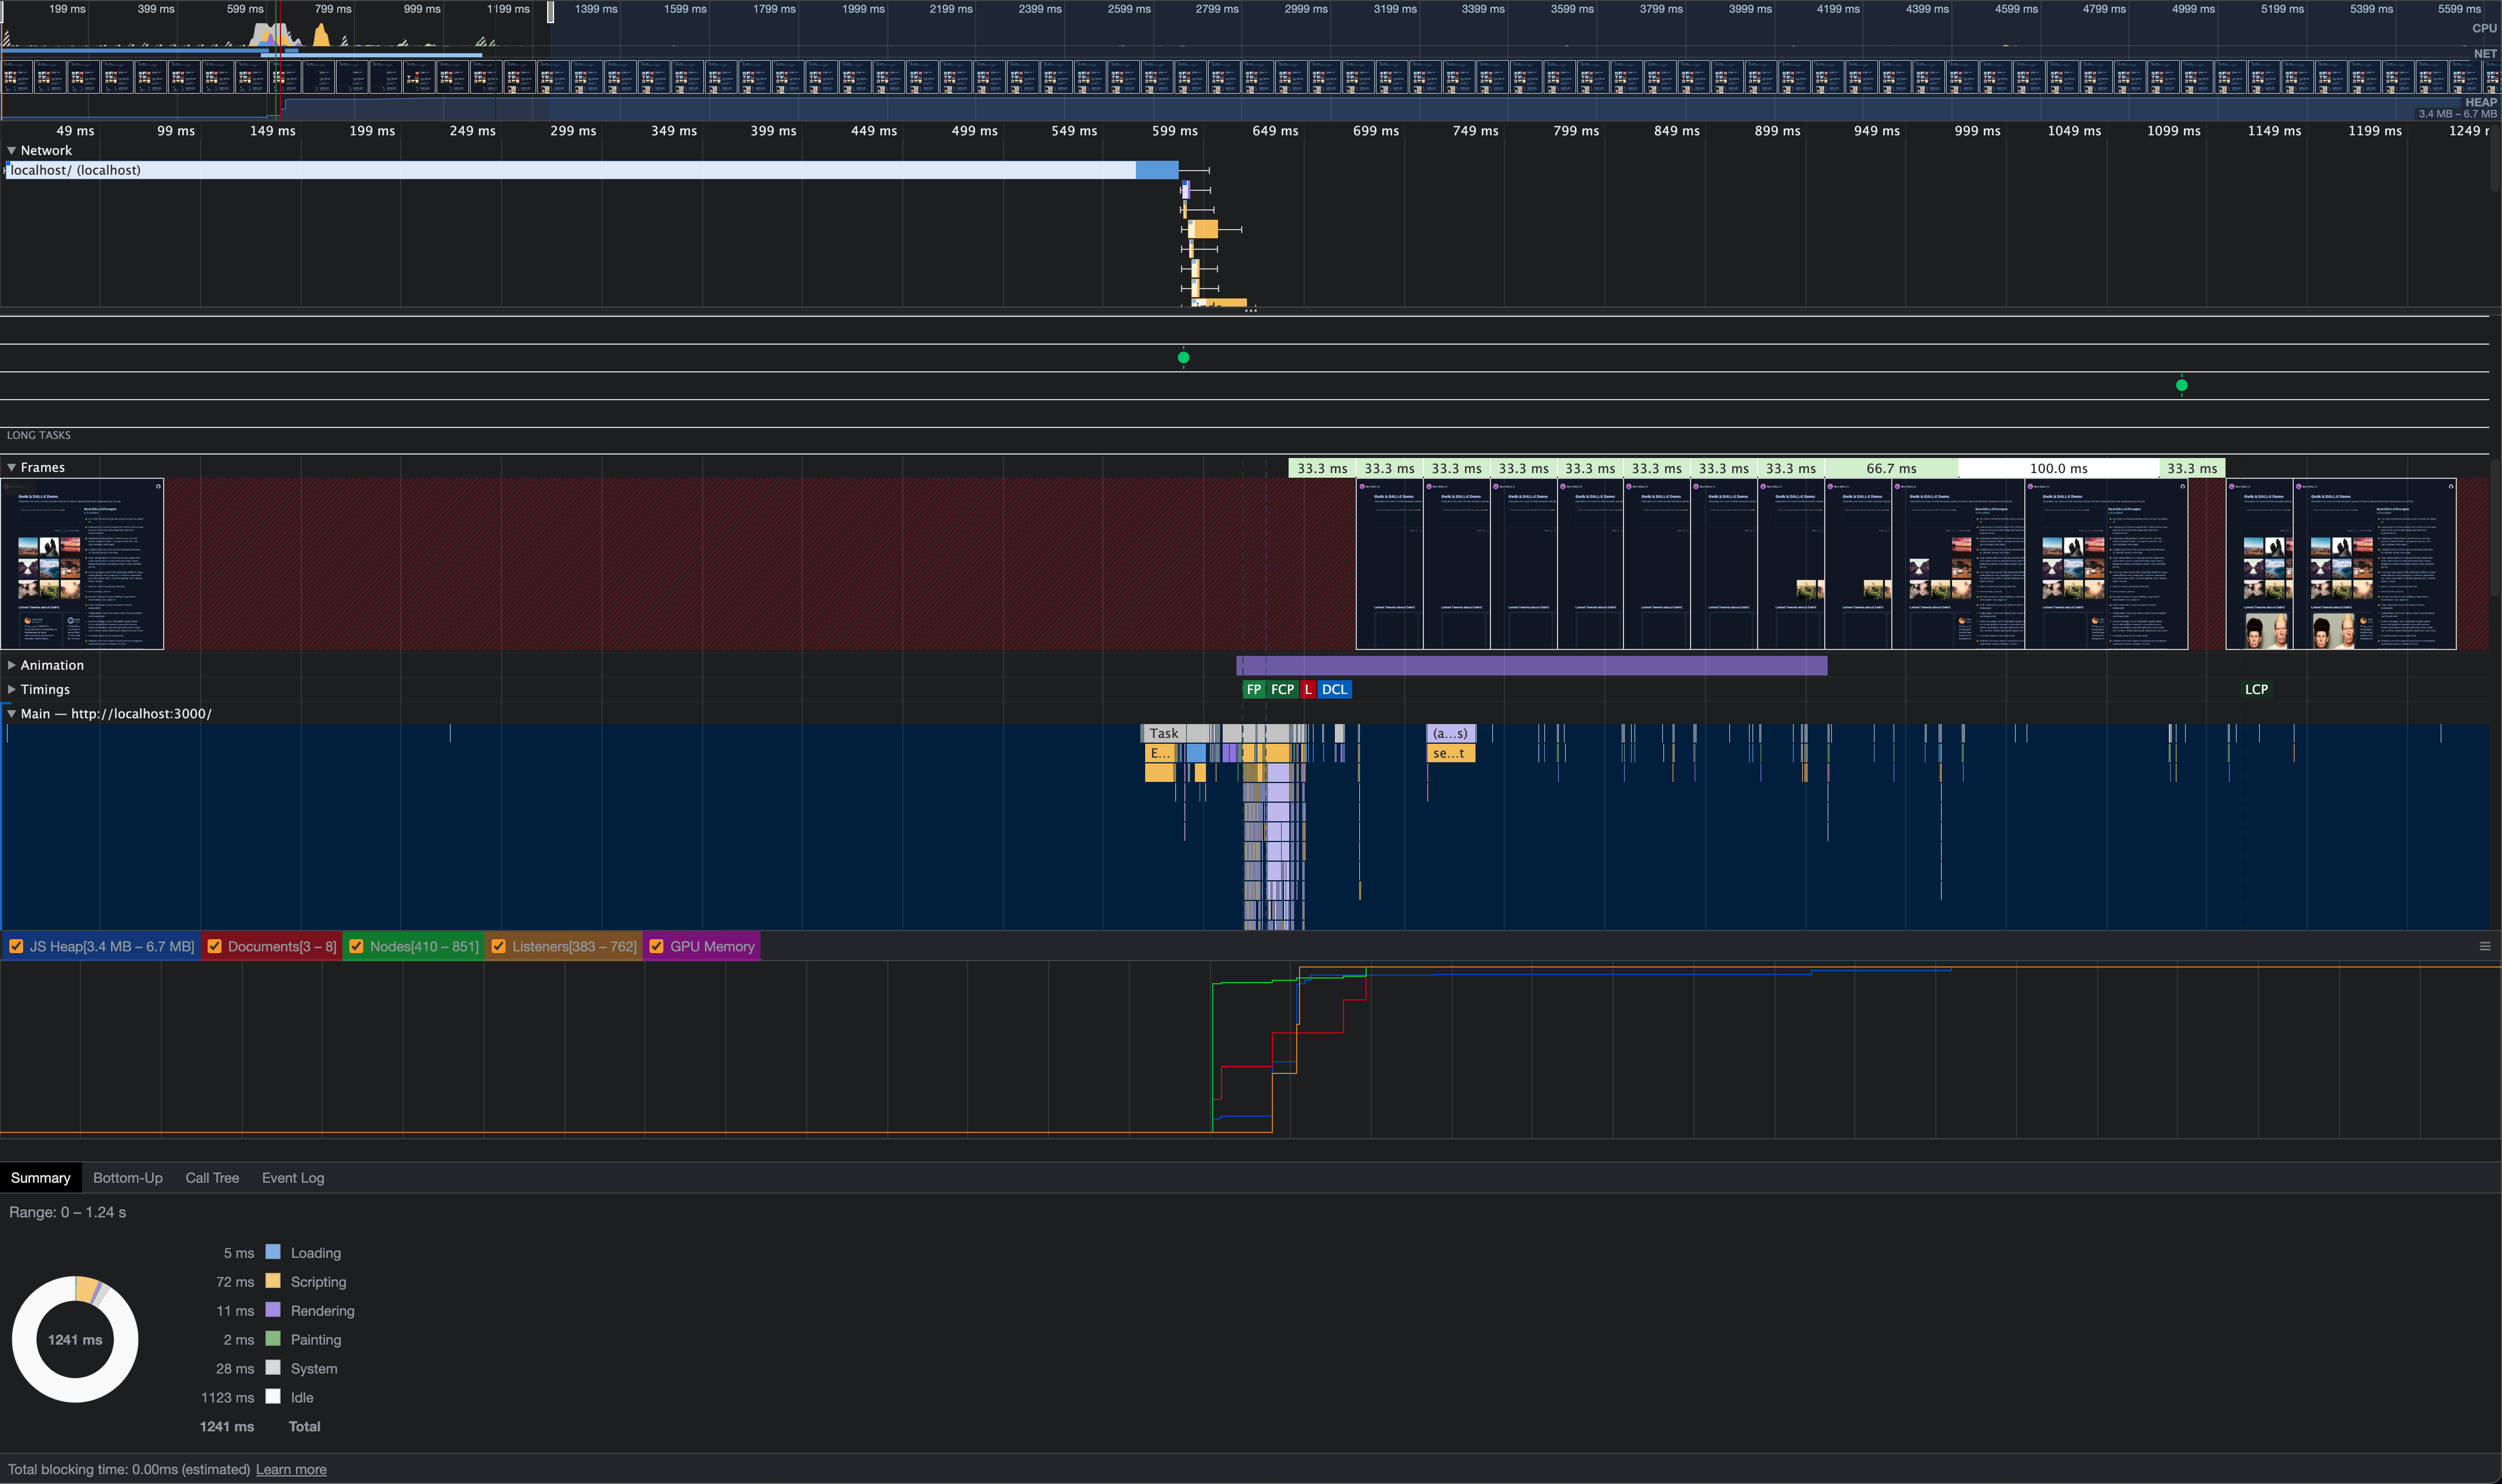 199 ms 399 ms 599 ms 799 ms 999 ms 1199 ms 1399 ms 1599 ms 1799 ms 1999 ms 2199 ms 2399 ms 2599 ms 2799 ms 2999 ms 3199 ms 3399 ms 3599 ms 3799 ms 3999 ms 4199 ms 4399 ms 4599 ms 4799 ms 4999 ms 5199 ms 5399 ms 5599 ms
CPU
NET
HEAP
3.4 MB – 6.7 MB
49 ms 99 ms 149 ms 199 ms 249 ms 299 ms 349 ms 399 ms 449 ms 499 ms 549 ms 599 ms 649 ms 699 ms 749 ms 799 ms 849 ms 899 ms 949 ms 999 ms 1049 ms 1099 ms 1149 ms 1199 ms 1249 r
Network
localhost/ (localhost)
...
LONG TASKS
Frames 33.3 ms 33.3 ms 33.3 ms 33.3 ms 33.3 ms 33.3 ms 33.3 ms 33.3 ms 66.7 ms 100.0 ms 33.3 ms
Qwik & DALL-E Demo
Animation
Timings FP FCP L DCL LCP
Main — http://localhost:3000/
Task (a...s)
E... se...t
JS Heap[3.4 MB – 6.7 MB] Documents[3 – 8] Nodes[410 – 851] Listeners[383 – 762] GPU Memory
Summary Bottom-Up Call Tree Event Log
Range: 0 – 1.24 s
5 ms Loading
72 ms Scripting
11 ms Rendering
1241 ms
2 ms Painting
28 ms System
1123 ms Idle
1241 ms Total
Total blocking time: 0.00ms (estimated) Learn more